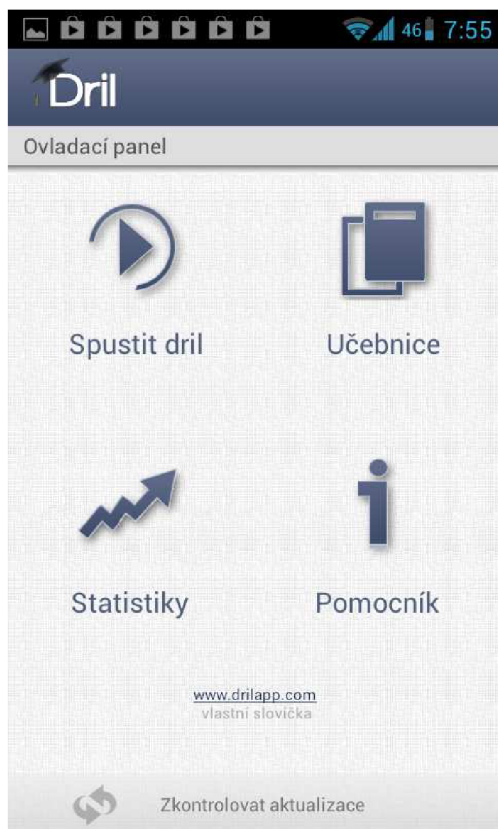 46 7:55
Dril
Ovladací panel
Spustit dril
Učebnice
Statistiky
Pomocník
www.drilapp.com
vlastní slovíčka
Zkontrolovat aktualizace